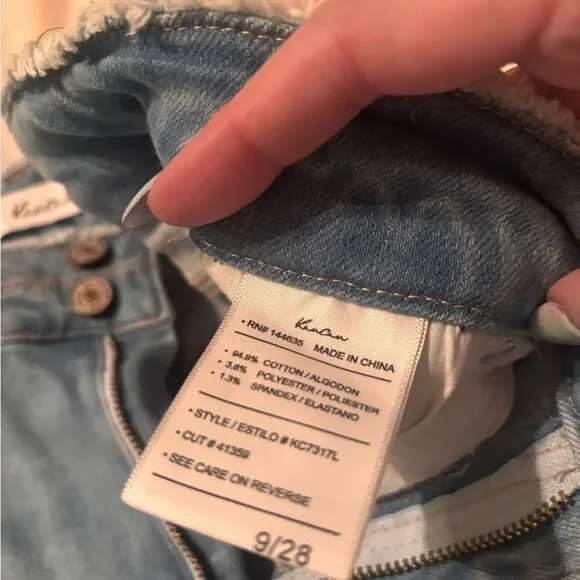 KanCan
KanCan
• RN# 144635 MADE IN CHINA
• 94.9% COTTON / ALGODON
• 3.8% POLYESTER / POLIESTER
• 1.3% SPANDEX / ELASTANO
• STYLE / ESTILO # KC7317L
• CUT # 41359
• SEE CARE ON REVERSE
9/28